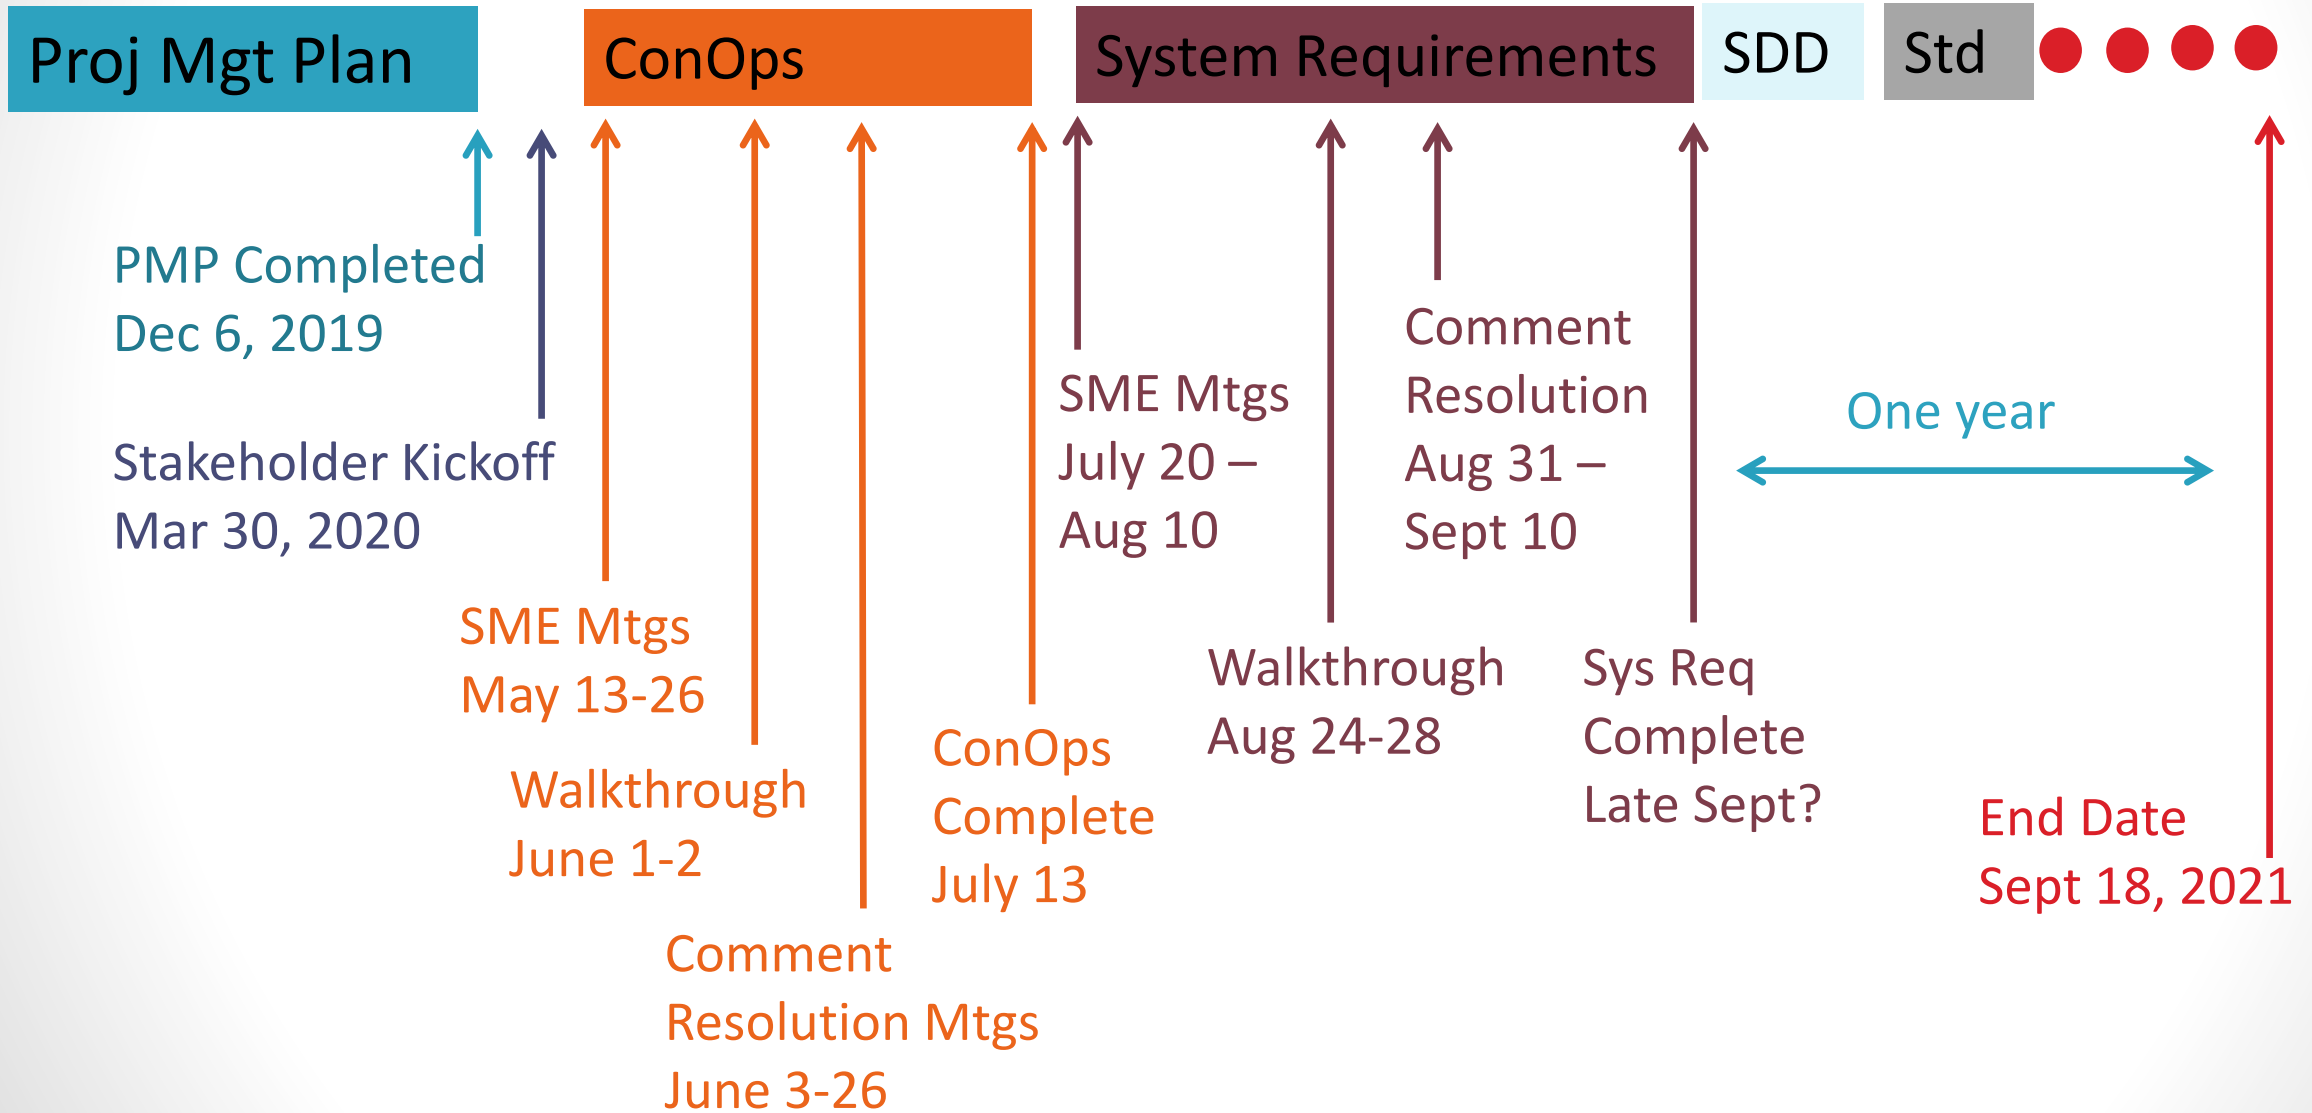 Proj Mgt Plan
ConOps
System Requirements
SDD
Std
PMP Completed
Dec 6, 2019
Stakeholder Kickoff
Mar 30, 2020
SME Mtgs
May 13-26
Walkthrough
June 1-2
Comment
Resolution Mtgs
June 3-26
ConOps
Complete
July 13
SME Mtgs
July 20 –
Aug 10
Walkthrough
Aug 24-28
Comment
Resolution
Aug 31 –
Sept 10
Sys Req
Complete
Late Sept?
One year
End Date
Sept 18, 2021